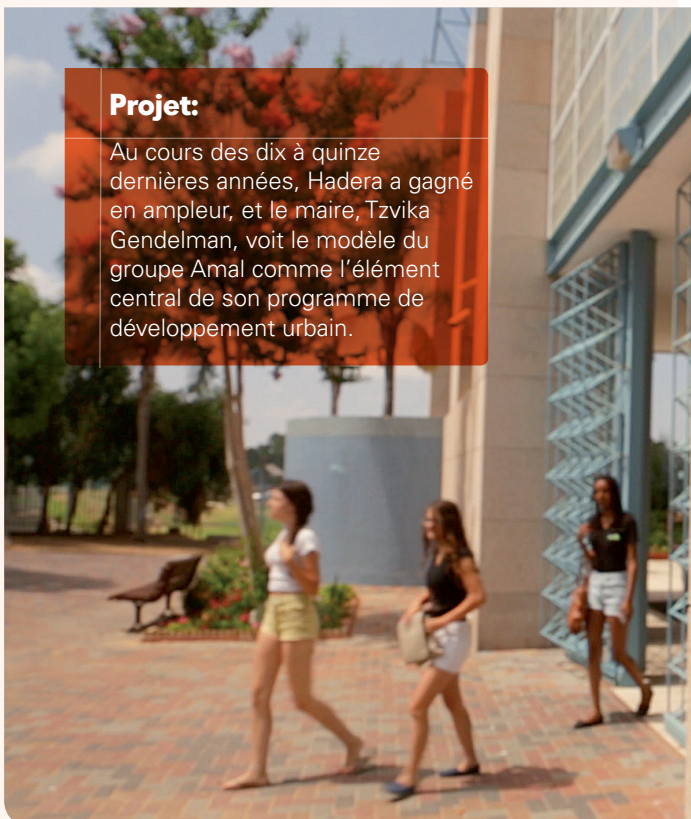 Projet:
Au cours des dix à quinze
dernières années, Hadera a gagné
en ampleur, et le maire, Tzvika
Gendelman, voit le modèle du
groupe Amal comme l’élément
central de son programme de
développement urbain.